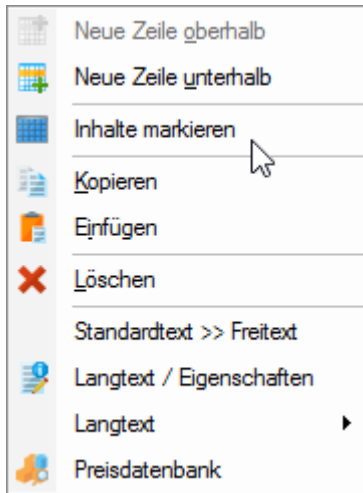 Neue Zeile oberhalb
Neue Zeile unterhalb
Inhalte markieren
Kopieren
Einfügen
Löschen
Standardtext >> Freitext
Langtext / Eigenschaften
Langtext
Preisdatenbank